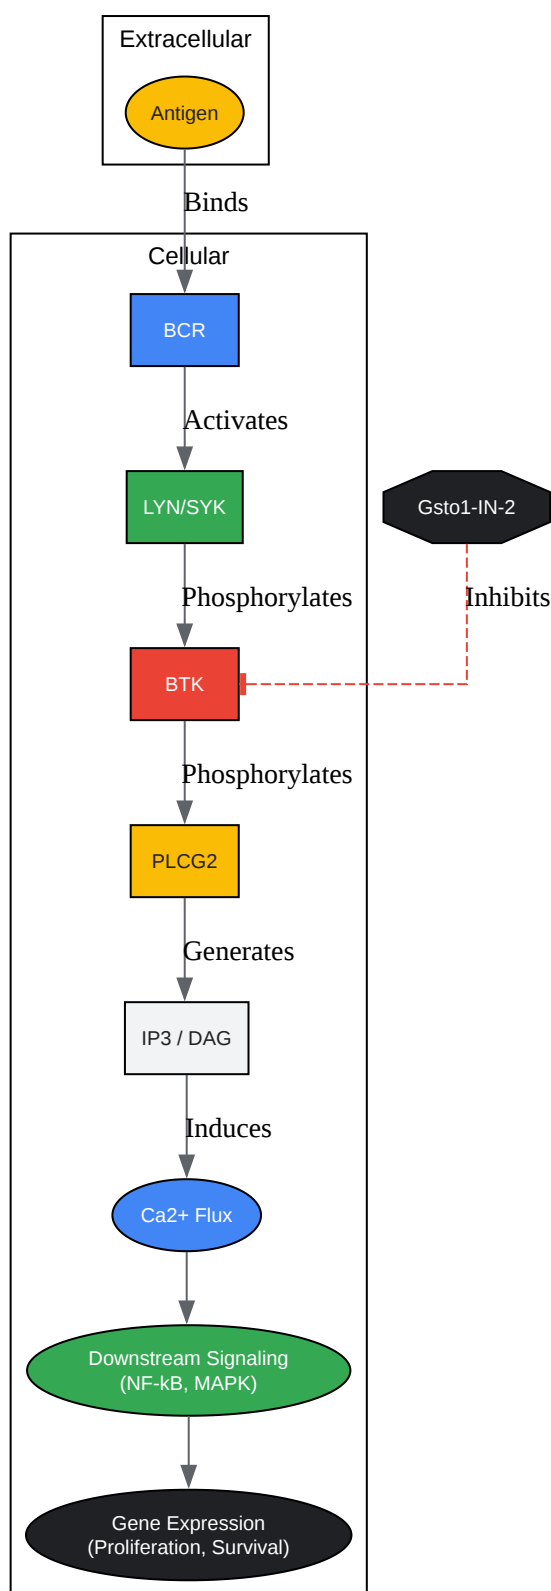 Extracellular
Antigen
Binds
Cellular
BCR
Activates
LYN/SYK
Gsto1-IN-2
Phosphorylates
Inhibits
BTK
Phosphorylates
PLCG2
Generates
IP3 / DAG
Induces
Ca2+ Flux
Downstream Signaling
(NF-kB, MAPK)
Gene Expression
(Proliferation, Survival)